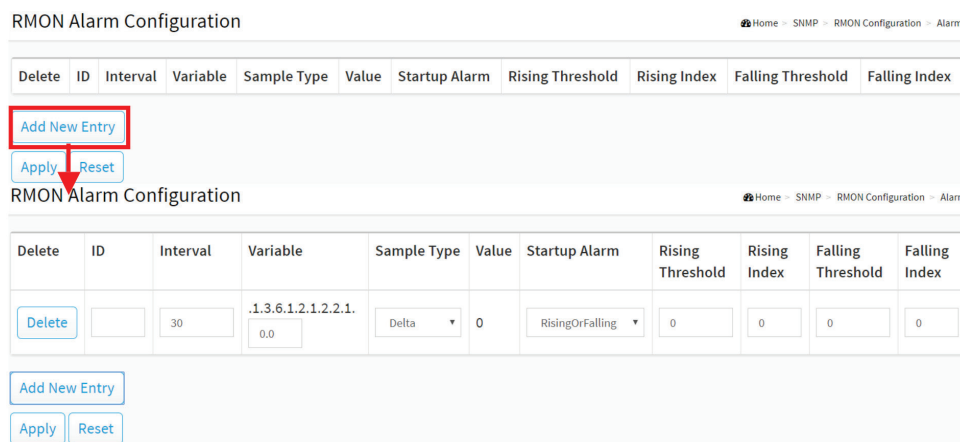 RMON Alarm Configuration
Home > SNMP > RMON Configuration > Alarm
Delete ID Interval Variable Sample Type Value Startup Alarm Rising Threshold Rising Index Falling Threshold Falling Index
Add New Entry
Apply Reset
RMON Alarm Configuration
Home > SNMP > RMON Configuration > Alarm
Delete ID Interval Variable Sample Type Value Startup Alarm Rising Threshold Rising Index Falling Threshold Falling Index
.1.3.6.1.2.1.2.2.1.
Delete 30 0.0 Delta 0 RisingOrFalling 0 0 0 0
Add New Entry
Apply Reset